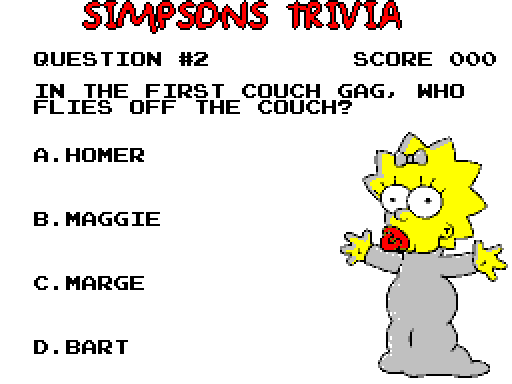 SIMPSONS TRIVIA
QUESTION #2 SCORE 000
IN THE FIRST COUCH GAG, WHO
FLIES OFF THE COUCH?
A.HOMER
B.MAGGIE
C.MARGE
D.BART